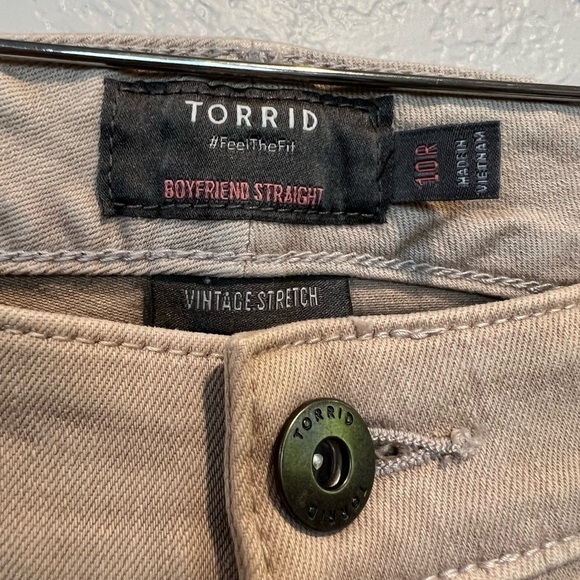 TORRID
#FeelTheFit
BOYFRIEND STRAIGHT
10R
MADE IN
VIETNAM
VINTAGE STRETCH
TORRID
TORRID